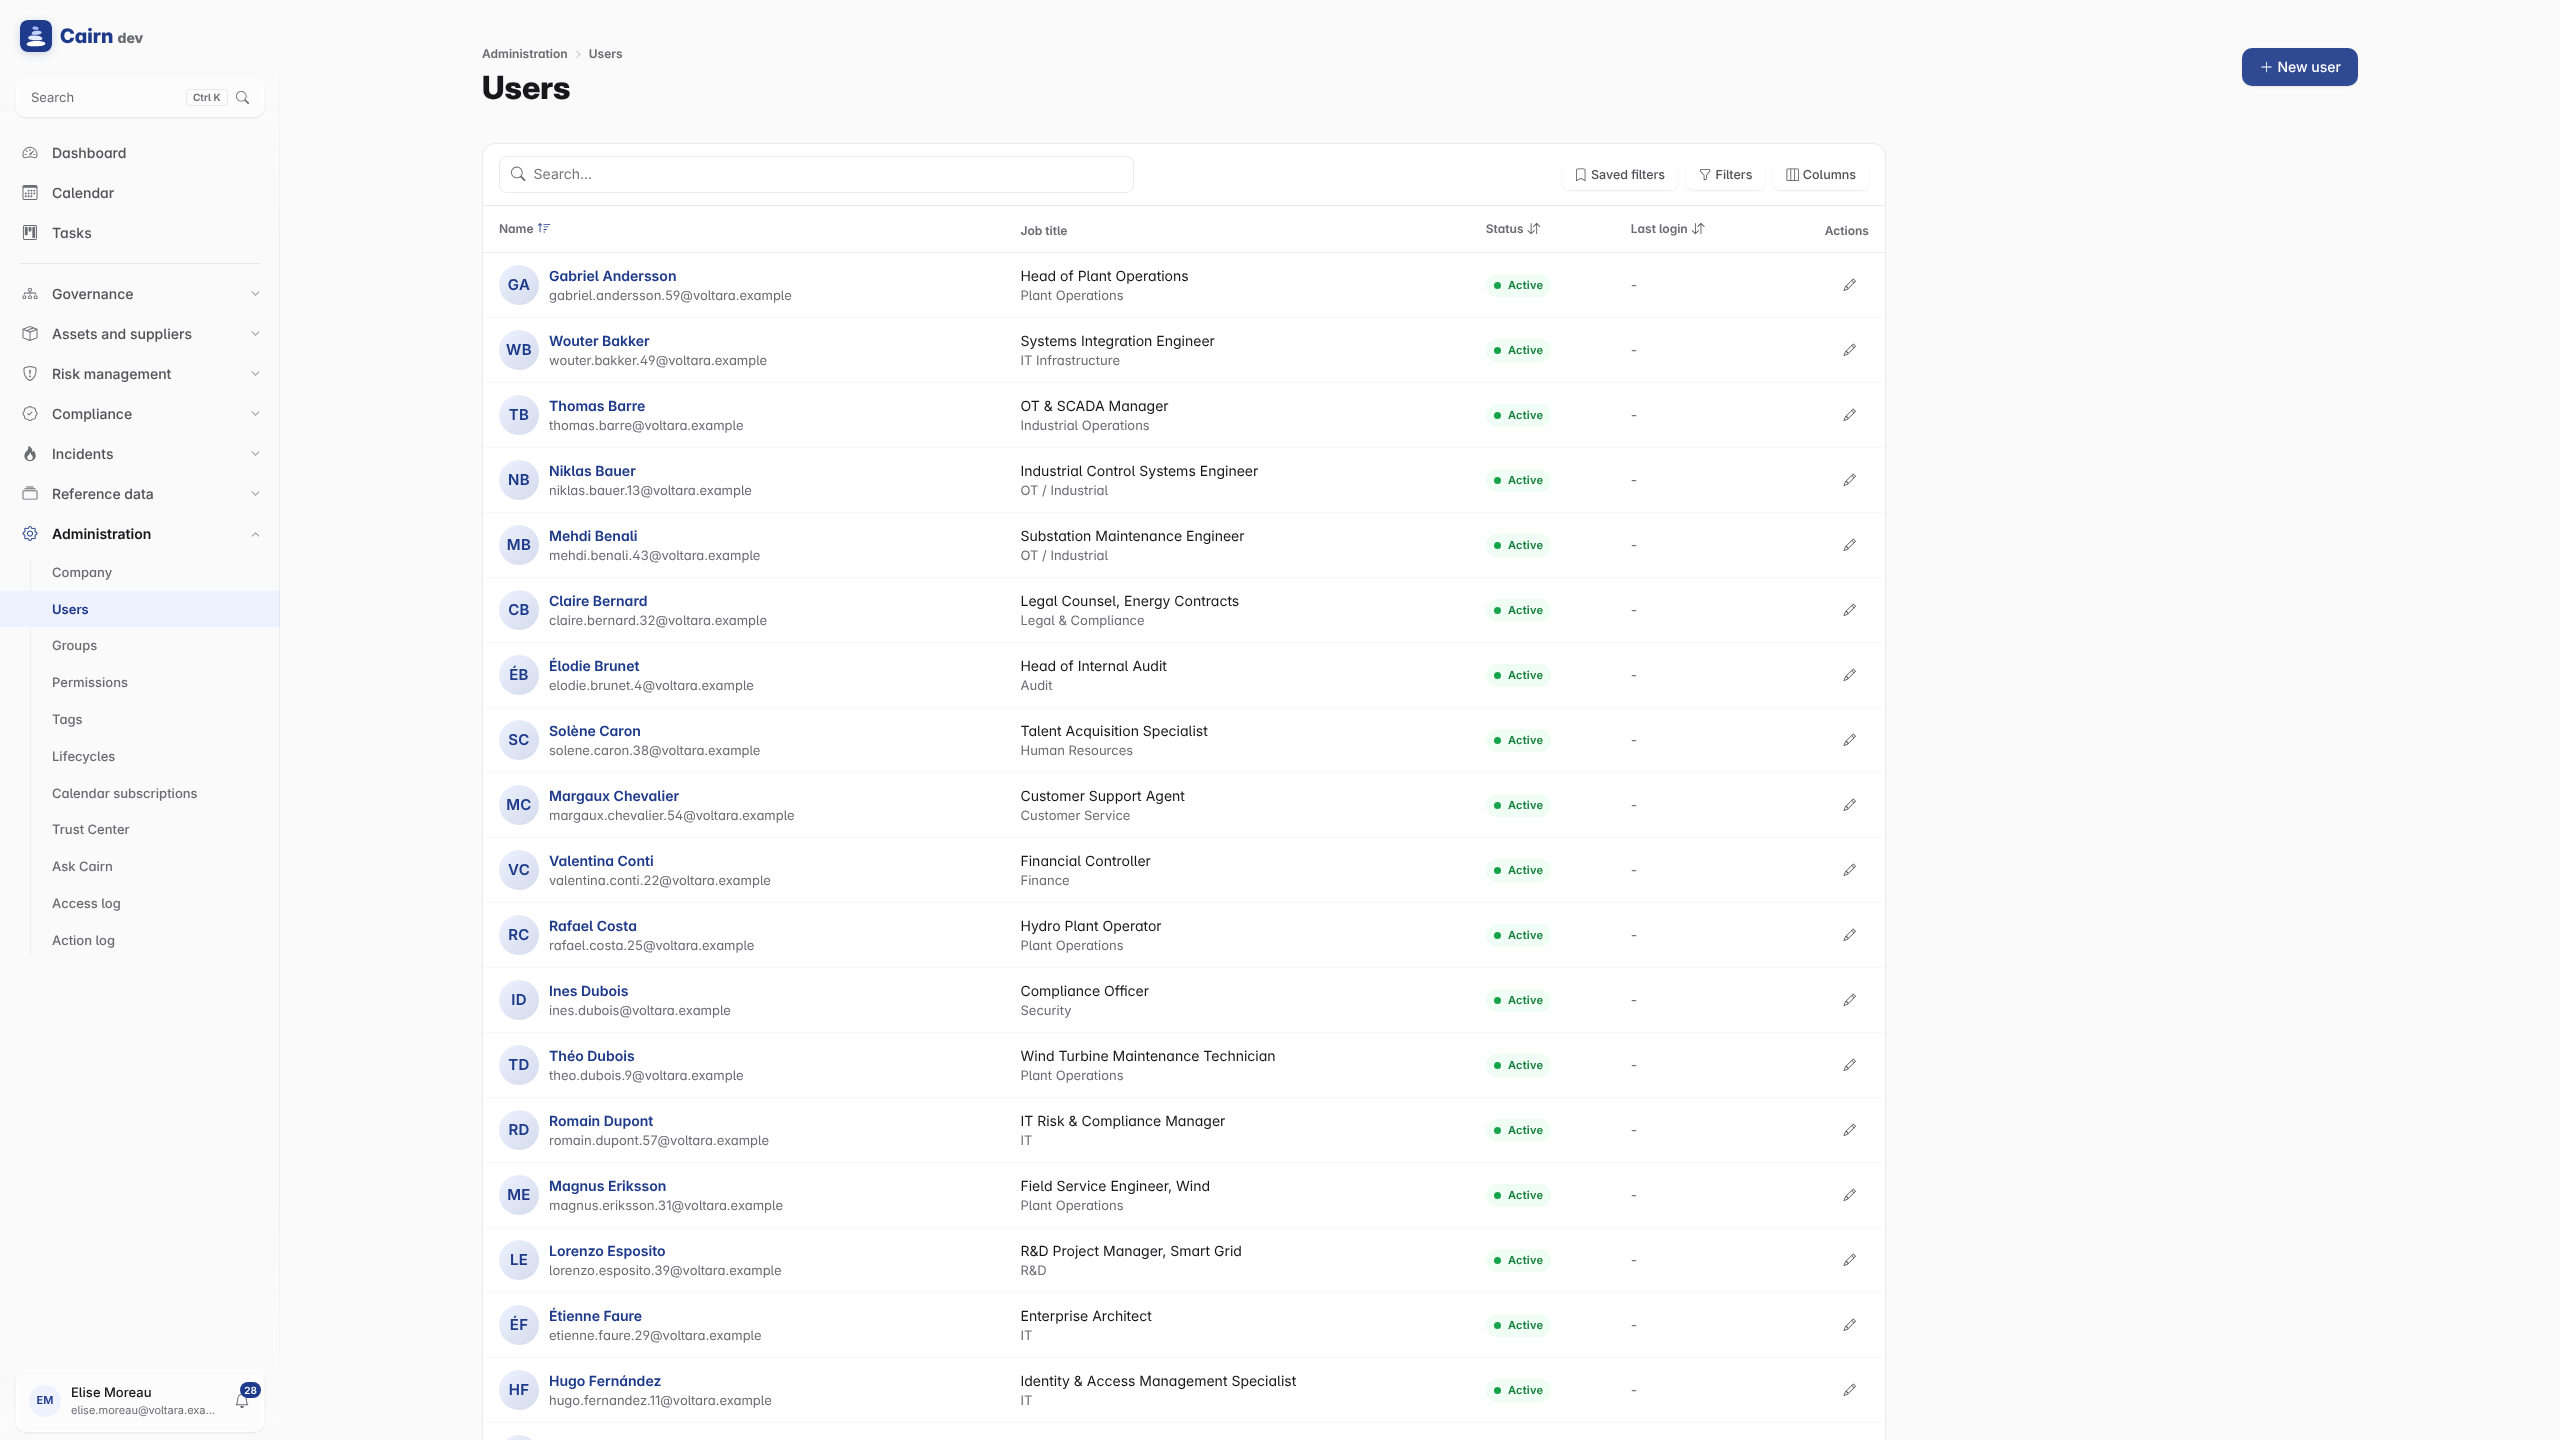 Cairn dev
Search Ctrl K
Dashboard
Calendar
Tasks
Governance
Assets and suppliers
Risk management
Compliance
Incidents
Reference data
Administration
Company
Users
Groups
Permissions
Tags
Lifecycles
Calendar subscriptions
Trust Center
Ask Cairn
Access log
Action log
EM
Elise Moreau
elise.moreau@voltara.exa...
28
Administration > Users
Users
+ New user
Search...
Saved filters Filters Columns
Name Job title Status Last login Actions
GA Gabriel Andersson Head of Plant Operations Active -
gabriel.andersson.59@voltara.example Plant Operations
WB Wouter Bakker Systems Integration Engineer Active -
wouter.bakker.49@voltara.example IT Infrastructure
TB Thomas Barre OT & SCADA Manager Active -
thomas.barre@voltara.example Industrial Operations
NB Niklas Bauer Industrial Control Systems Engineer Active -
niklas.bauer.13@voltara.example OT / Industrial
MB Mehdi Benali Substation Maintenance Engineer Active -
mehdi.benali.43@voltara.example OT / Industrial
CB Claire Bernard Legal Counsel, Energy Contracts Active -
claire.bernard.32@voltara.example Legal & Compliance
ÉB Élodie Brunet Head of Internal Audit Active -
elodie.brunet.4@voltara.example Audit
SC Solène Caron Talent Acquisition Specialist Active -
solene.caron.38@voltara.example Human Resources
MC Margaux Chevalier Customer Support Agent Active -
margaux.chevalier.54@voltara.example Customer Service
VC Valentina Conti Financial Controller Active -
valentina.conti.22@voltara.example Finance
RC Rafael Costa Hydro Plant Operator Active -
rafael.costa.25@voltara.example Plant Operations
ID Ines Dubois Compliance Officer Active -
ines.dubois@voltara.example Security
TD Théo Dubois Wind Turbine Maintenance Technician Active -
theo.dubois.9@voltara.example Plant Operations
RD Romain Dupont IT Risk & Compliance Manager Active -
romain.dupont.57@voltara.example IT
ME Magnus Eriksson Field Service Engineer, Wind Active -
magnus.eriksson.31@voltara.example Plant Operations
LE Lorenzo Esposito R&D Project Manager, Smart Grid Active -
lorenzo.esposito.39@voltara.example R&D
ÉF Étienne Faure Enterprise Architect Active -
etienne.faure.29@voltara.example IT
HF Hugo Fernández Identity & Access Management Specialist Active -
hugo.fernandez.11@voltara.example IT